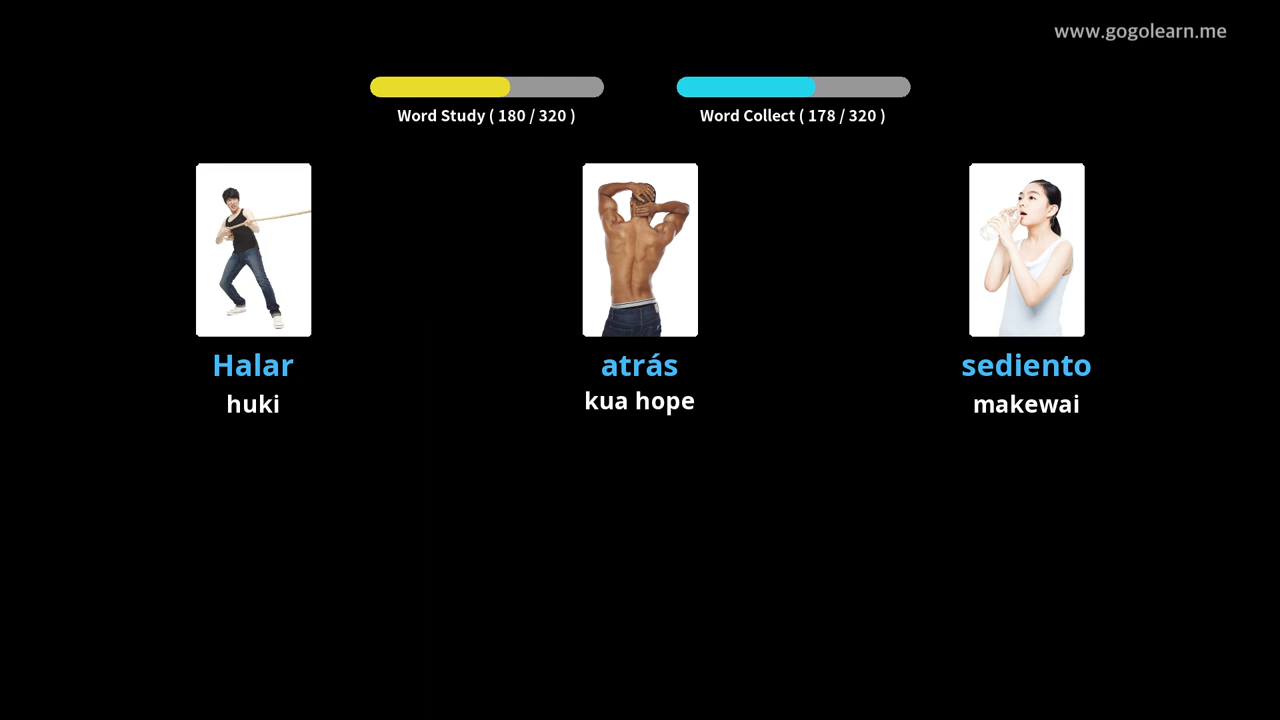 www.gogolearn.me
Word Study ( 180 / 320 )
Word Collect ( 178 / 320 )
Halar
huki
atrás
kua hope
sediento
makewai